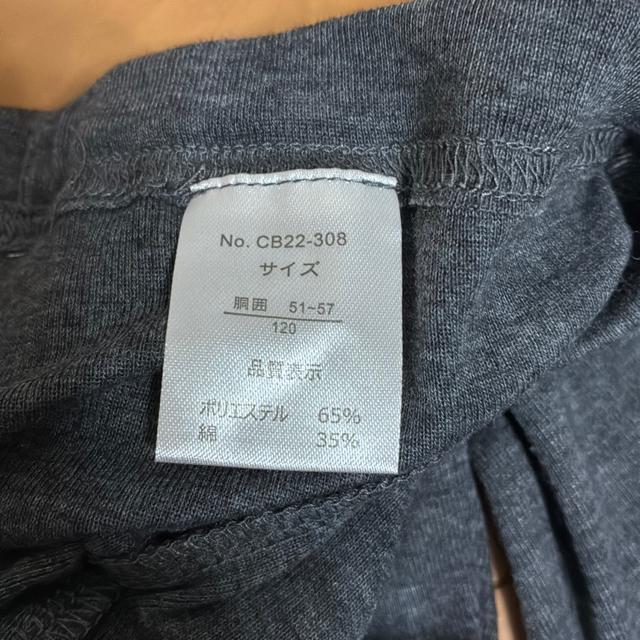 No. CB22-308
サイズ
胴囲 51~57
120
品質表示
ポリエステル 65%
綿 35%